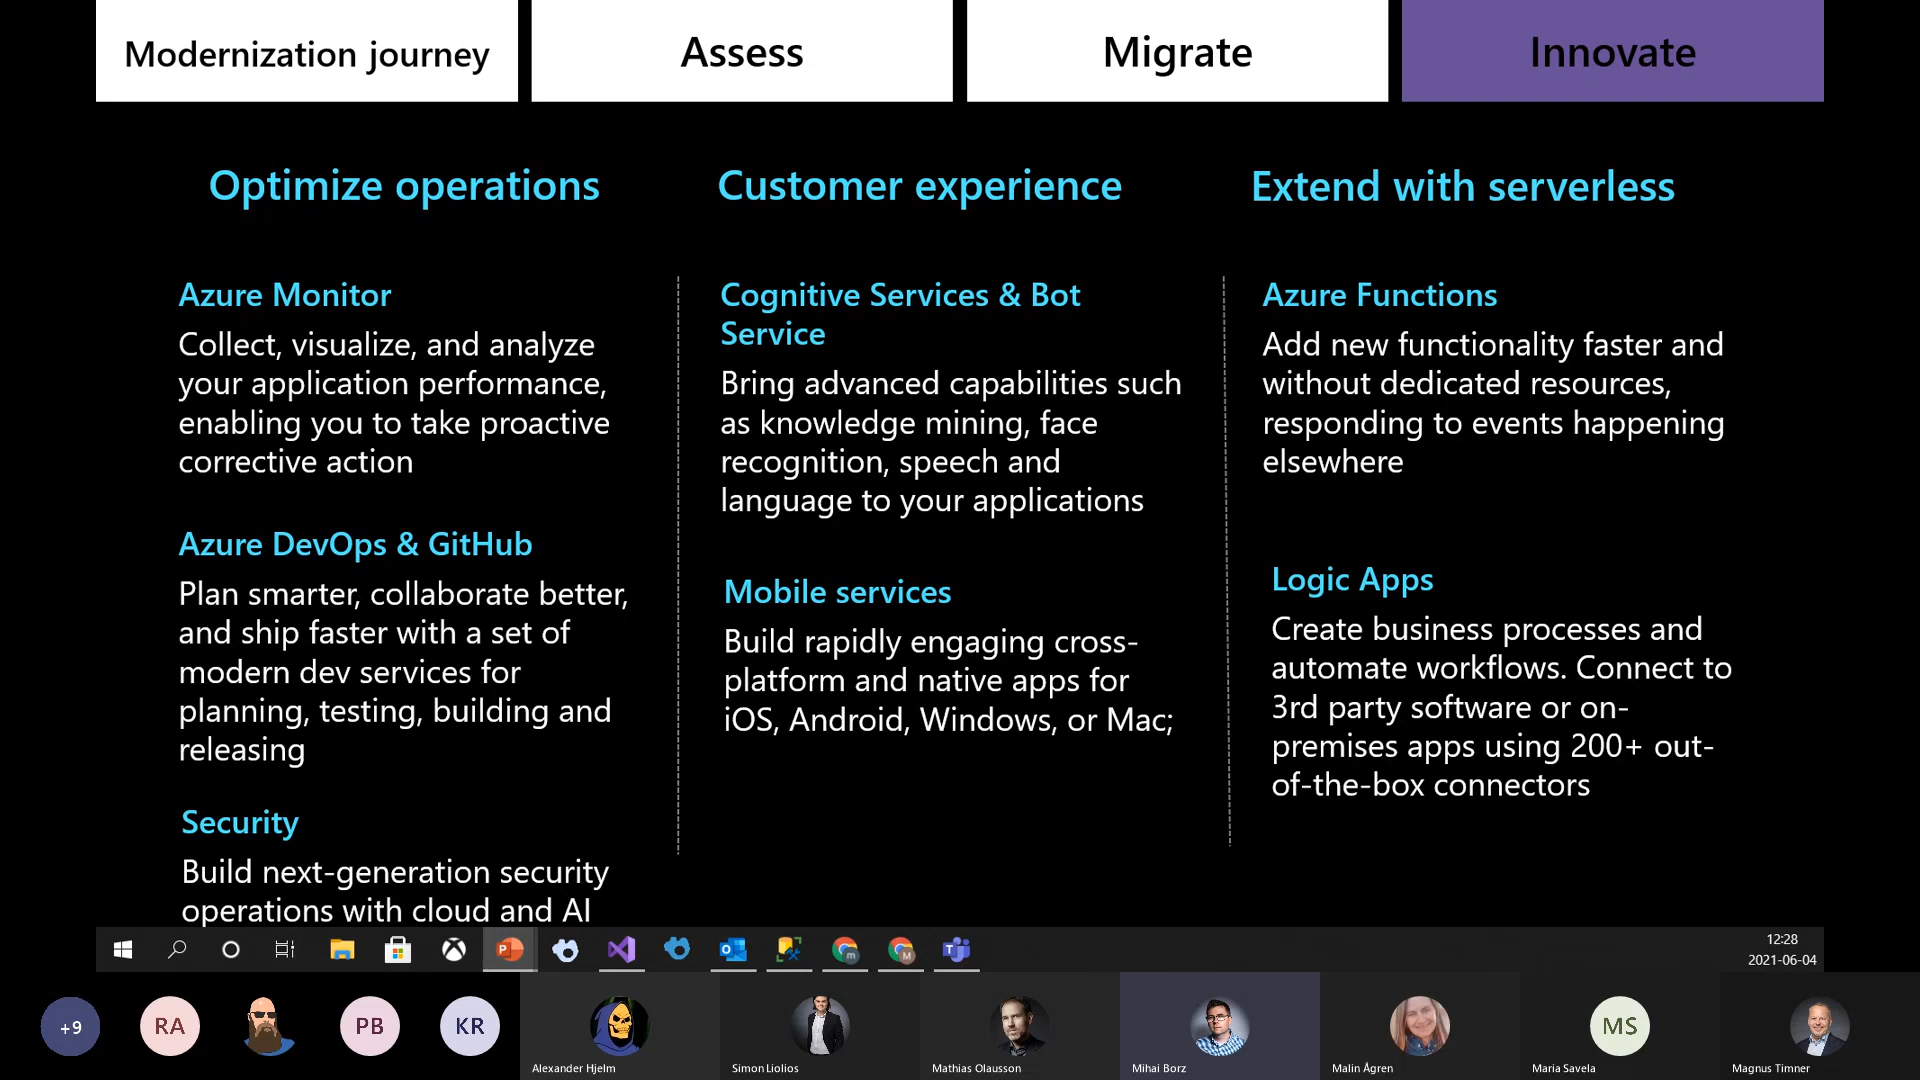 Modernization journey
Assess
Migrate
Innovate
Optimize operations
Customer experience
Extend with serverless
Azure Monitor
Collect, visualize, and analyze
your application performance,
enabling you to take proactive
corrective action
Azure DevOps & GitHub
Plan smarter, collaborate better,
and ship faster with a set of
modern dev services for
planning, testing, building and
releasing
Security
Build next-generation security
operations with cloud and AI
Cognitive Services & Bot
Service
Bring advanced capabilities such
as knowledge mining, face
recognition, speech and
language to your applications
Mobile services
Build rapidly engaging cross-
platform and native apps for
iOS, Android, Windows, or Mac;
Azure Functions
Add new functionality faster and
without dedicated resources,
responding to events happening
elsewhere
Logic Apps
Create business processes and
automate workflows. Connect to
3rd party software or on-
premises apps using 200+ out-
of-the-box connectors
12:28
2021-06-04
+9
RA
PB
KR
MS
Alexander Hjelm
Simon Liolios
Mathias Olausson
Mihai Borz
Malin Ågren
Maria Savela
Magnus Timner